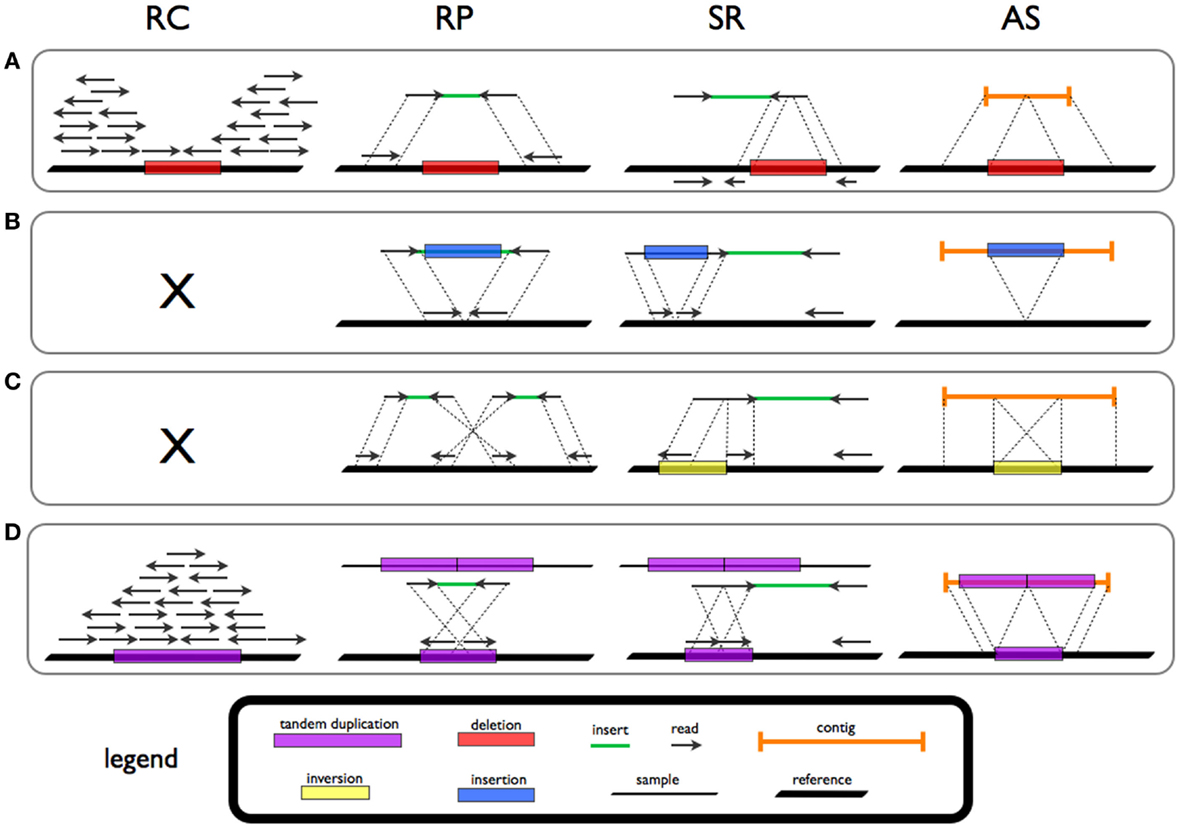 RC RP SR AS
A
B
X
C
X
D
legend
tandem duplication deletion insert read contig
inversion insertion sample reference